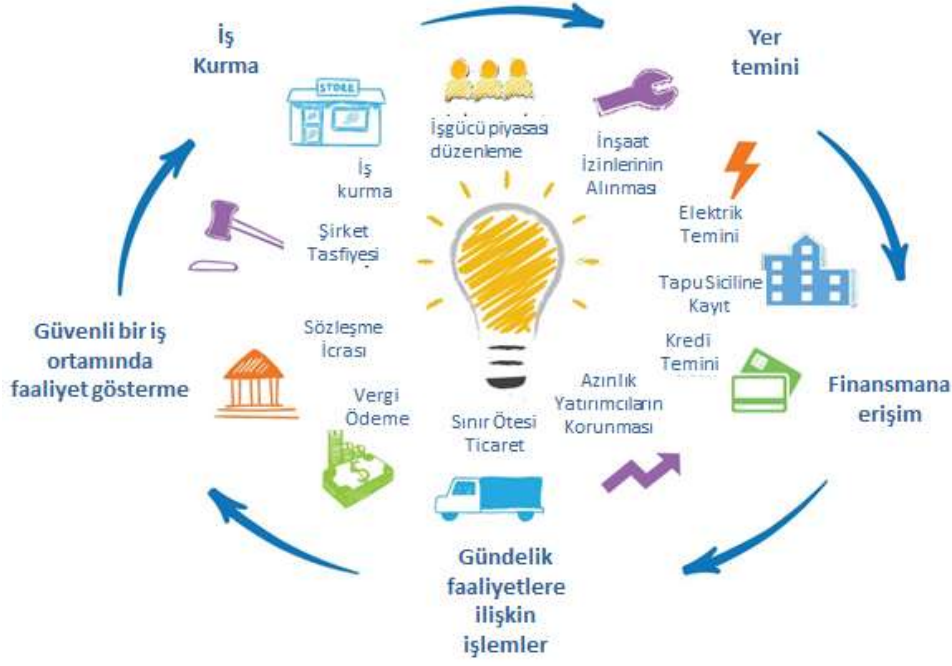 İş
Kurma
Yer
temini
STORE
İşgücü piyasası
düzenleme
İnşaat
İzinlerinin
Alınması
İş
kurma
Elektrik
Temini
Şirket
Tasfiyesi
Tapu Siciline
Kayıt
Güvenli bir iş
ortamında
faaliyet gösterme
Sözleşme
İcrası
Kredi
Temini
Finansmana
erişim
Vergi
Ödeme
Sınır Ötesi
Ticaret
Azınlık
Yatırımcıların
Korunması
Gündelik
faaliyetlere
ilişkin
işlemler